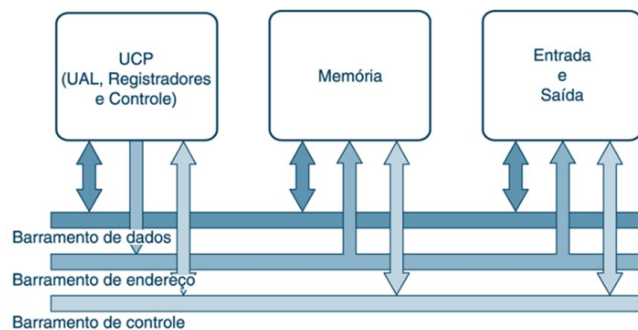 UCP
(UAL, Registradores
e Controle)
Memória
Entrada
e
Saída
Barramento de dados
Barramento de endereço
Barramento de controle